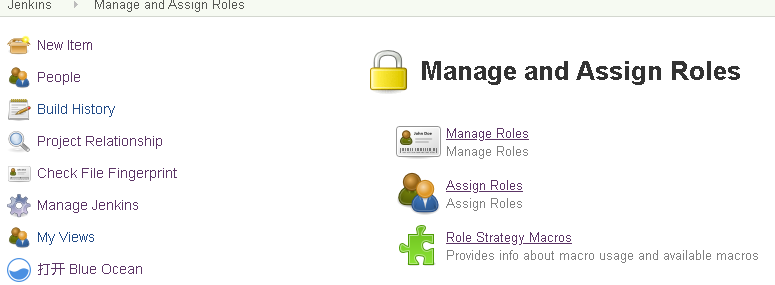 Jenkins Manage and Assign Roles
New Item
People
Build History
Project Relationship
Check File Fingerprint
Manage Jenkins
My Views
打开 Blue Ocean
Manage and Assign Roles
John Doe
Manage Roles
Manage Roles
Assign Roles
Assign Roles
Role Strategy Macros
Provides info about macro usage and available macros